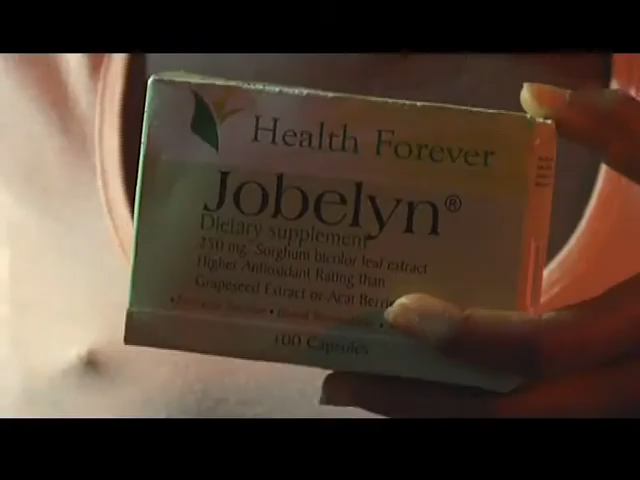 Health Forever
Jobelyn®
Dietary supplement
250 mg. Sorghum bicolor leaf extract
Higher Antioxidant Rating than
Grapeseed Extract or Acai Berrie
100 Capsules